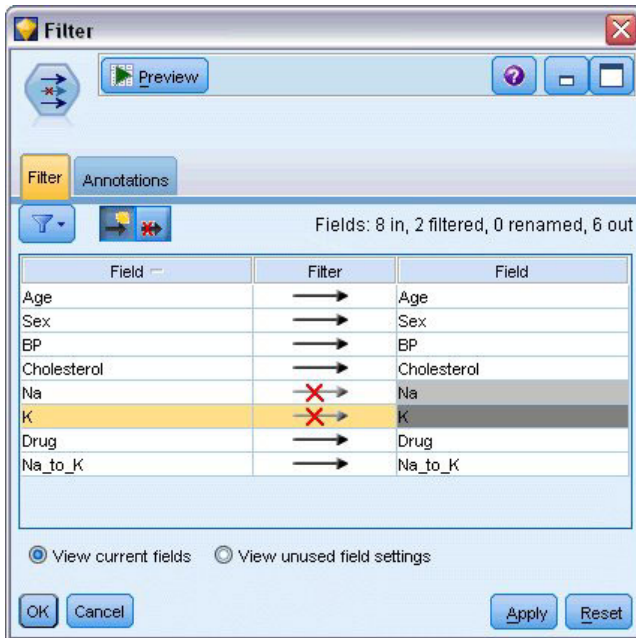 Filter
Preview
Filter Annotations
Fields: 8 in, 2 filtered, 0 renamed, 6 out
Field Filter Field
Age Age
Sex Sex
BP BP
Cholesterol Cholesterol
Na Na
K K
Drug Drug
Na_to_K Na_to_K
View current fields View unused field settings
OK Cancel Apply Reset